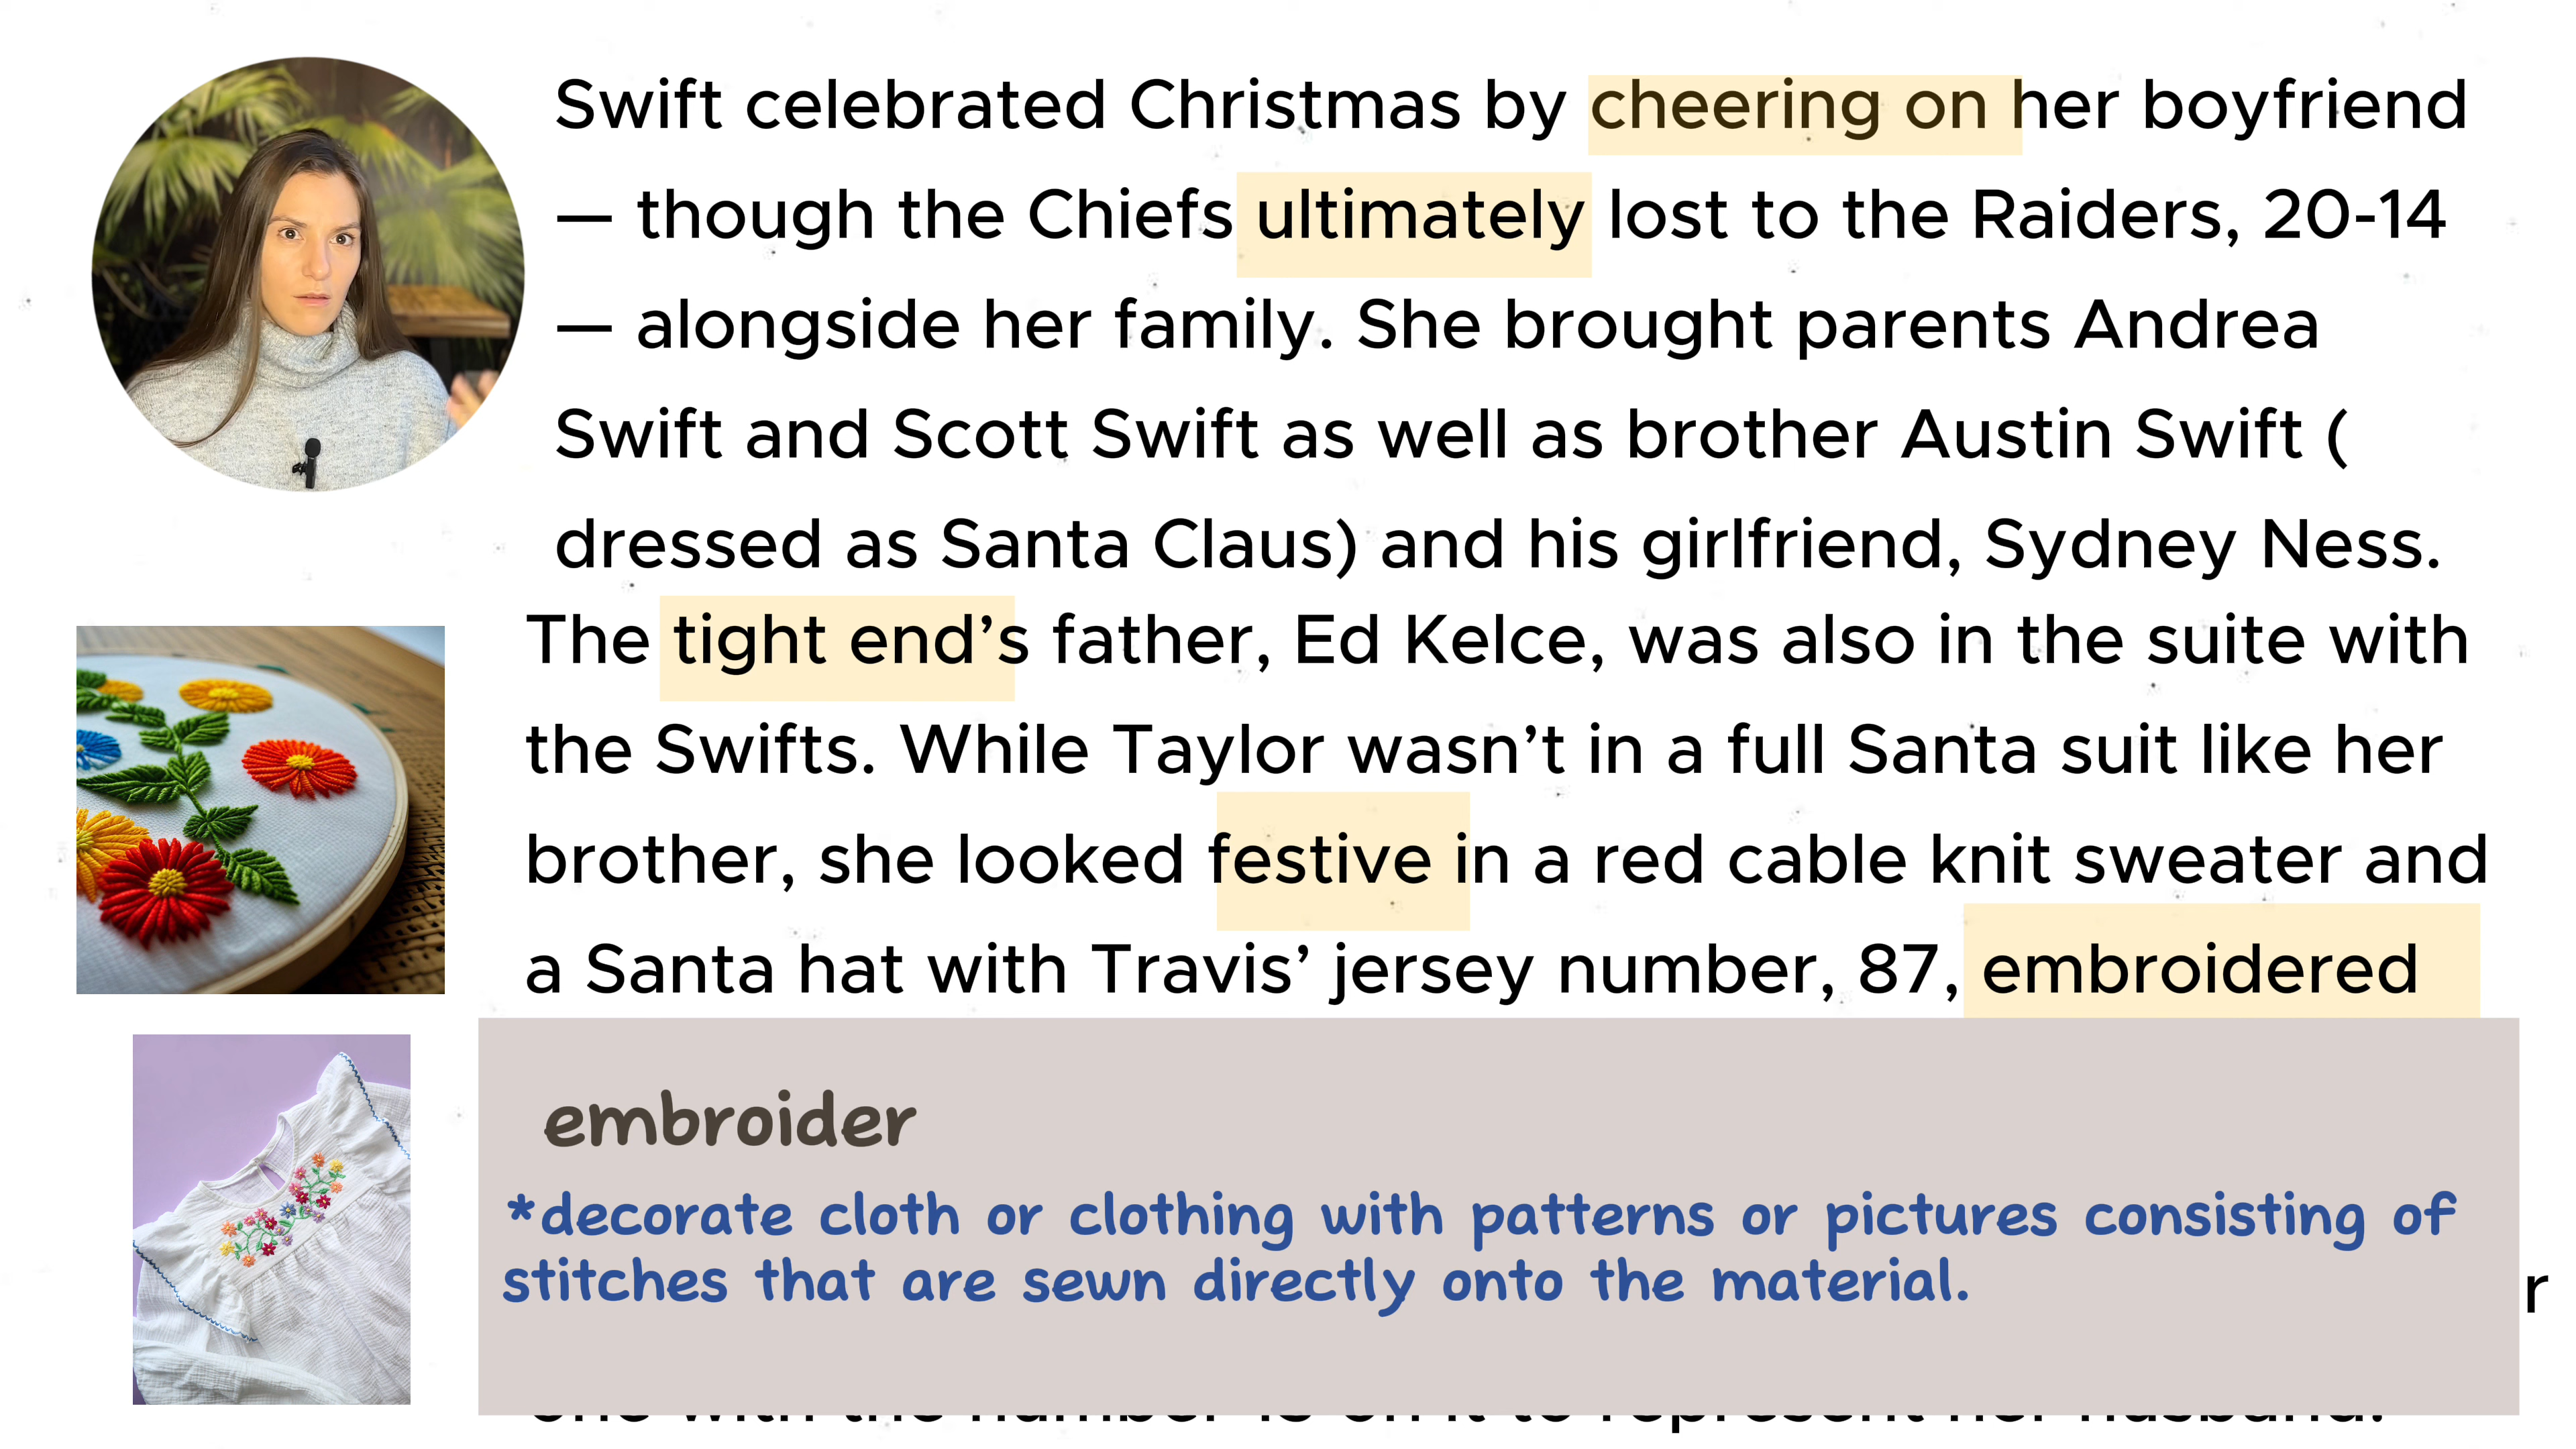 Swift celebrated Christmas by cheering on her boyfriend
— though the Chiefs ultimately lost to the Raiders, 20-14
— alongside her family. She brought parents Andrea
Swift and Scott Swift as well as brother Austin Swift (
dressed as Santa Claus) and his girlfriend, Sydney Ness.
The tight end’s father, Ed Kelce, was also in the suite with
the Swifts. While Taylor wasn’t in a full Santa suit like her
brother, she looked festive in a red cable knit sweater and
a Santa hat with Travis’ jersey number, 87, embroidered
embroider
*decorate cloth or clothing with patterns or pictures consisting of
stitches that are sewn directly onto the material.
r